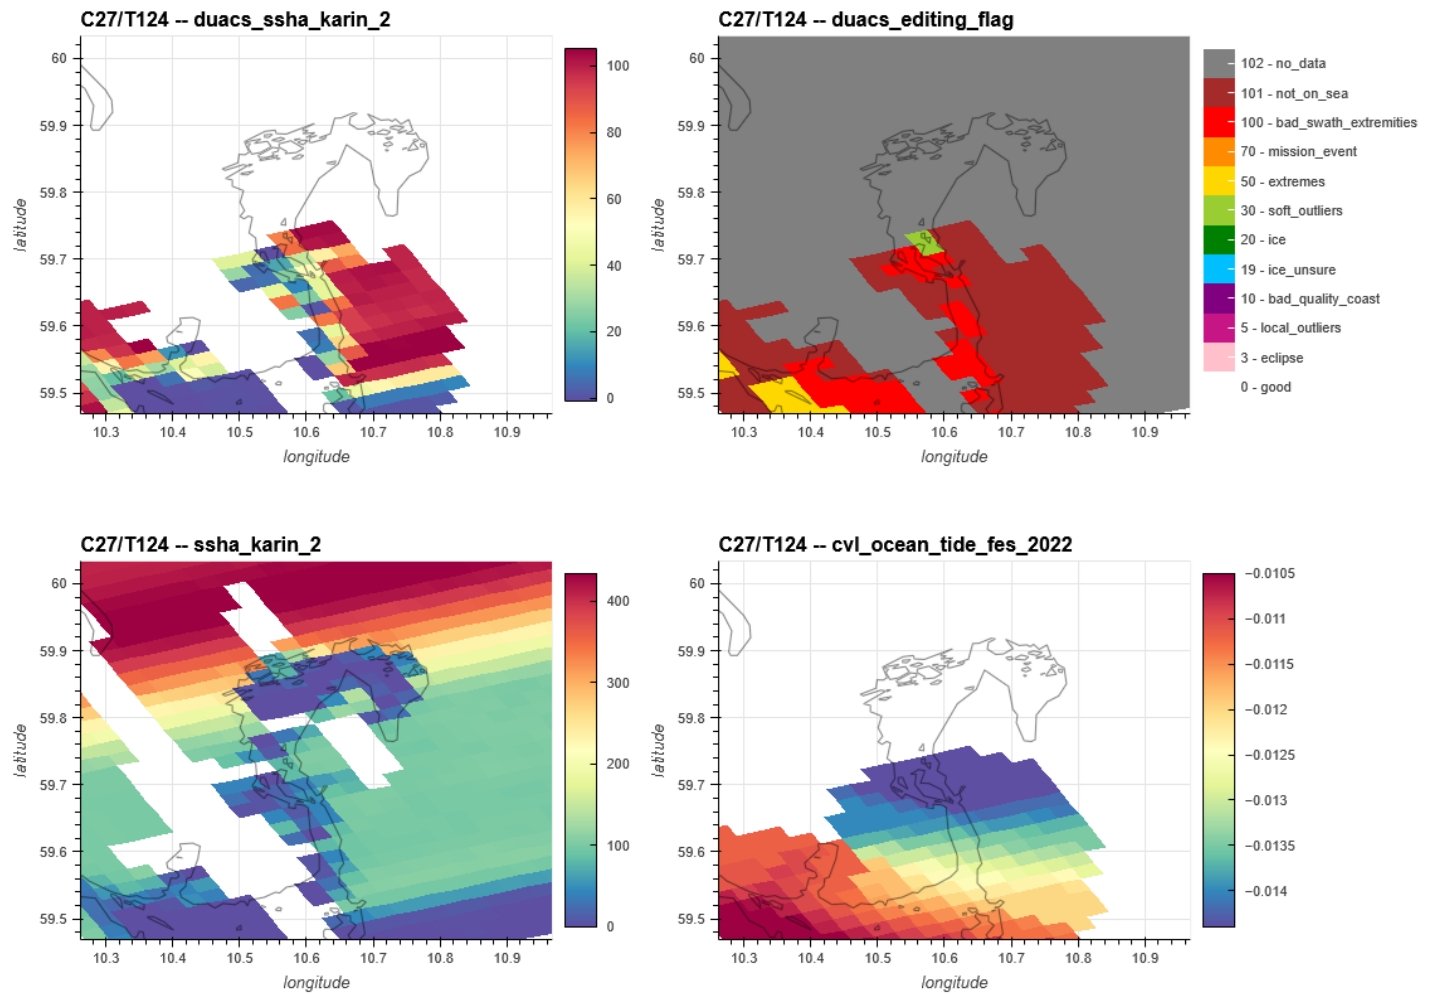 C27/T124 -- duacs_ssha_karin_2
60
59.9
59.8
59.7
59.6
59.5
latitude
10.3 10.4 10.5 10.6 10.7 10.8 10.9
longitude
100
80
60
40
20
0
C27/T124 -- duacs_editing_flag
60
59.9
59.8
59.7
59.6
59.5
latitude
10.3 10.4 10.5 10.6 10.7 10.8 10.9
longitude
102 - no_data
101 - not_on_sea
100 - bad_swath_extremities
70 - mission_event
50 - extremes
30 - soft_outliers
20 - ice
19 - ice_unsure
10 - bad_quality_coast
5 - local_outliers
3 - eclipse
0 - good
C27/T124 -- ssha_karin_2
60
59.9
59.8
59.7
59.6
59.5
latitude
10.3 10.4 10.5 10.6 10.7 10.8 10.9
longitude
400
300
200
100
0
C27/T124 -- cvl_ocean_tide_fes_2022
60
59.9
59.8
59.7
59.6
59.5
latitude
10.3 10.4 10.5 10.6 10.7 10.8 10.9
longitude
−0.0105
−0.011
−0.0115
−0.012
−0.0125
−0.013
−0.0135
−0.014